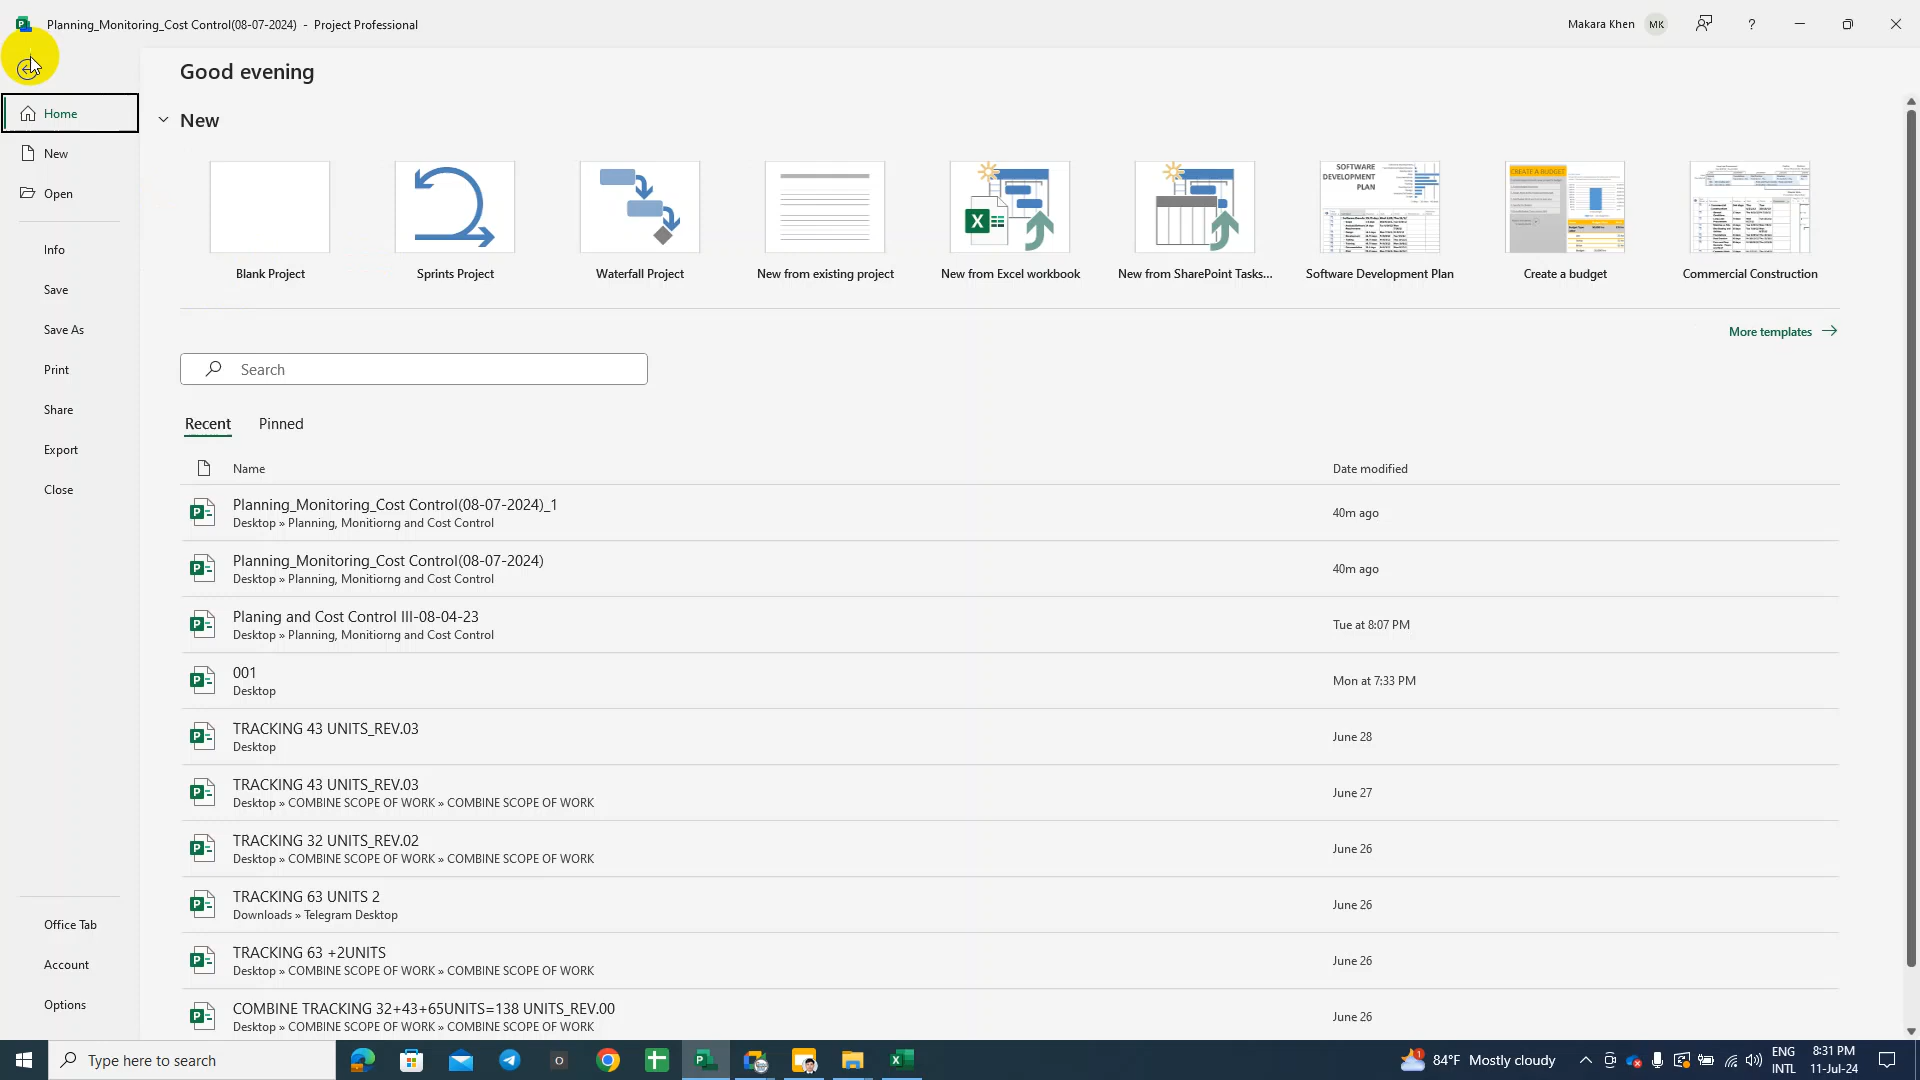 Planning_Monitoring_Cost Control(08-07-2024) - Project Professional
Makara Khen MK
Good evening
Home
New
Open
Info
Save
Save As
Print
Share
Export
Close
Office Tab
Account
Options
New
SOFTWARE DEVELOPMENT PLAN
CREATE A BUDGET
Blank Project
Sprints Project
Waterfall Project
New from existing project
New from Excel workbook
New from SharePoint Tasks...
Software Development Plan
Create a budget
Commercial Construction
More templates
Search
Recent Pinned
Name Date modified
Planning_Monitoring_Cost Control(08-07-2024)_1
Desktop » Planning, Monitiorng and Cost Control
40m ago
Planning_Monitoring_Cost Control(08-07-2024)
Desktop » Planning, Monitiorng and Cost Control
40m ago
Planing and Cost Control III-08-04-23
Desktop » Planning, Monitiorng and Cost Control
Tue at 8:07 PM
001
Desktop
Mon at 7:33 PM
TRACKING 43 UNITS_REV.03
Desktop
June 28
TRACKING 43 UNITS_REV.03
Desktop » COMBINE SCOPE OF WORK » COMBINE SCOPE OF WORK
June 27
TRACKING 32 UNITS_REV.02
Desktop » COMBINE SCOPE OF WORK » COMBINE SCOPE OF WORK
June 26
TRACKING 63 UNITS 2
Downloads » Telegram Desktop
June 26
TRACKING 63 +2UNITS
Desktop » COMBINE SCOPE OF WORK » COMBINE SCOPE OF WORK
June 26
COMBINE TRACKING 32+43+65UNITS=138 UNITS_REV.00
Desktop » COMBINE SCOPE OF WORK » COMBINE SCOPE OF WORK
June 26
Type here to search
84°F Mostly cloudy
ENG
INTL
8:31 PM
11-Jul-24